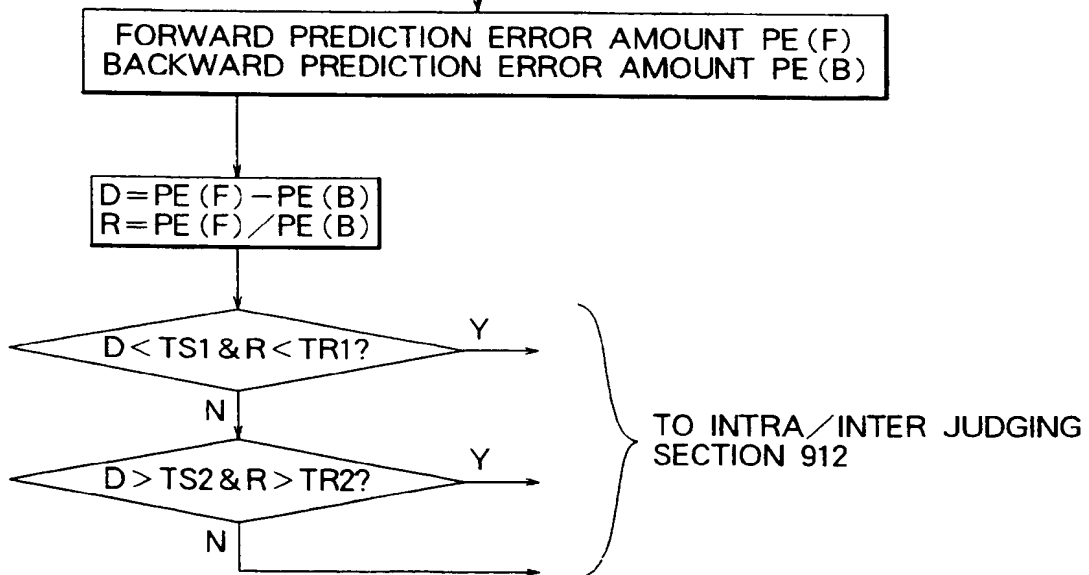 FORWARD PREDICTION ERROR AMOUNT PE(F)
BACKWARD PREDICTION ERROR AMOUNT PE(B)
D=PE(F)-PE(B)
R=PE(F)/PE(B)
D<TS1&R<TR1?
Y
N
TO INTRA/INTER JUDGING
SECTION 912
D>TS2&R>TR2?
Y
N